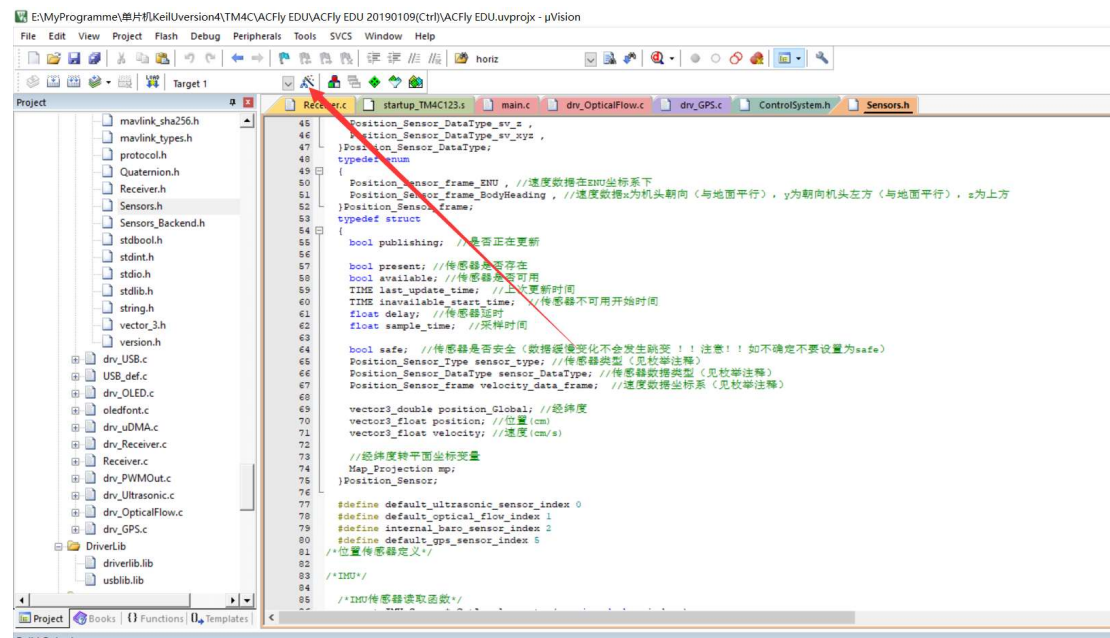 E:\MyProgramme\单片机KeilUversion4\TM4C\ACFly EDU\ACFly EDU 20190109(Ctrl)\ACFly EDU.uvprojx - µVision
File Edit View Project Flash Debug Peripherals Tools SVCS Window Help
horiz
LOAD
Target 1
Project
mavlink_sha256.h
mavlink_types.h
protocol.h
Quaternion.h
Receiver.h
Sensors.h
Sensors_Backend.h
stdbool.h
stdint.h
stdio.h
stdlib.h
string.h
vector_3.h
version.h
drv_USB.c
USB_def.c
drv_OLED.c
oledfont.c
drv_uDMA.c
drv_Receiver.c
Receiver.c
drv_PWMOut.c
drv_Ultrasonic.c
drv_OpticalFlow.c
drv_GPS.c
DriverLib
driverlib.lib
usblib.lib
Project Books {} Functions Templates
startup_TM4C123.s main.c drv_OpticalFlow.c drv_GPS.c ControlSystem.h Sensors.h
45 Position_Sensor_DataType_sv_z ,
46 Position_Sensor_DataType_sv_xyz ,
47 }Position_Sensor_DataType;
48 typedef enum
49 {
50 Position_Sensor_frame_ENU , //速度数据在ENU坐标系下
51 Position_Sensor_frame_BodyHeading , //速度数据x为机头朝向（与地面平行），y为朝向机头左方（与地面平行），z为上方
52 }Position_Sensor_frame;
53 typedef struct
54 {
55 bool publishing; //是否正在更新
56
57 bool present; //传感器是否存在
58 bool available; //传感器是否可用
59 TIME last_update_time; //上次更新时间
60 TIME inavailable_start_time; //传感器不可用开始时间
61 float delay; //传感器延时
62 float sample_time; //采样时间
63
64 bool safe; //传感器是否安全（数据缓慢变化不会发生跳变！！注意！！如不确定不要设置为safe）
65 Position_Sensor_Type sensor_type; //传感器类型（见枚举注释）
66 Position_Sensor_DataType sensor_DataType; //传感器数据类型（见枚举注释）
67 Position_Sensor_frame velocity_data_frame; //速度数据坐标系（见枚举注释）
68
69 vector3_double position_Global; //经纬度
70 vector3_float position; //位置(cm)
71 vector3_float velocity; //速度(cm/s)
72
73 //经纬度转平面坐标变量
74 Map_Projection mp;
75 }Position_Sensor;
76
77 #define default_ultrasonic_sensor_index 0
78 #define default_optical_flow_index 1
79 #define internal_baro_sensor_index 2
80 #define default_gps_sensor_index 5
81 /*位置传感器定义*/
82
83 /*IMU*/
84
85 /*IMU传感器读取函数*/